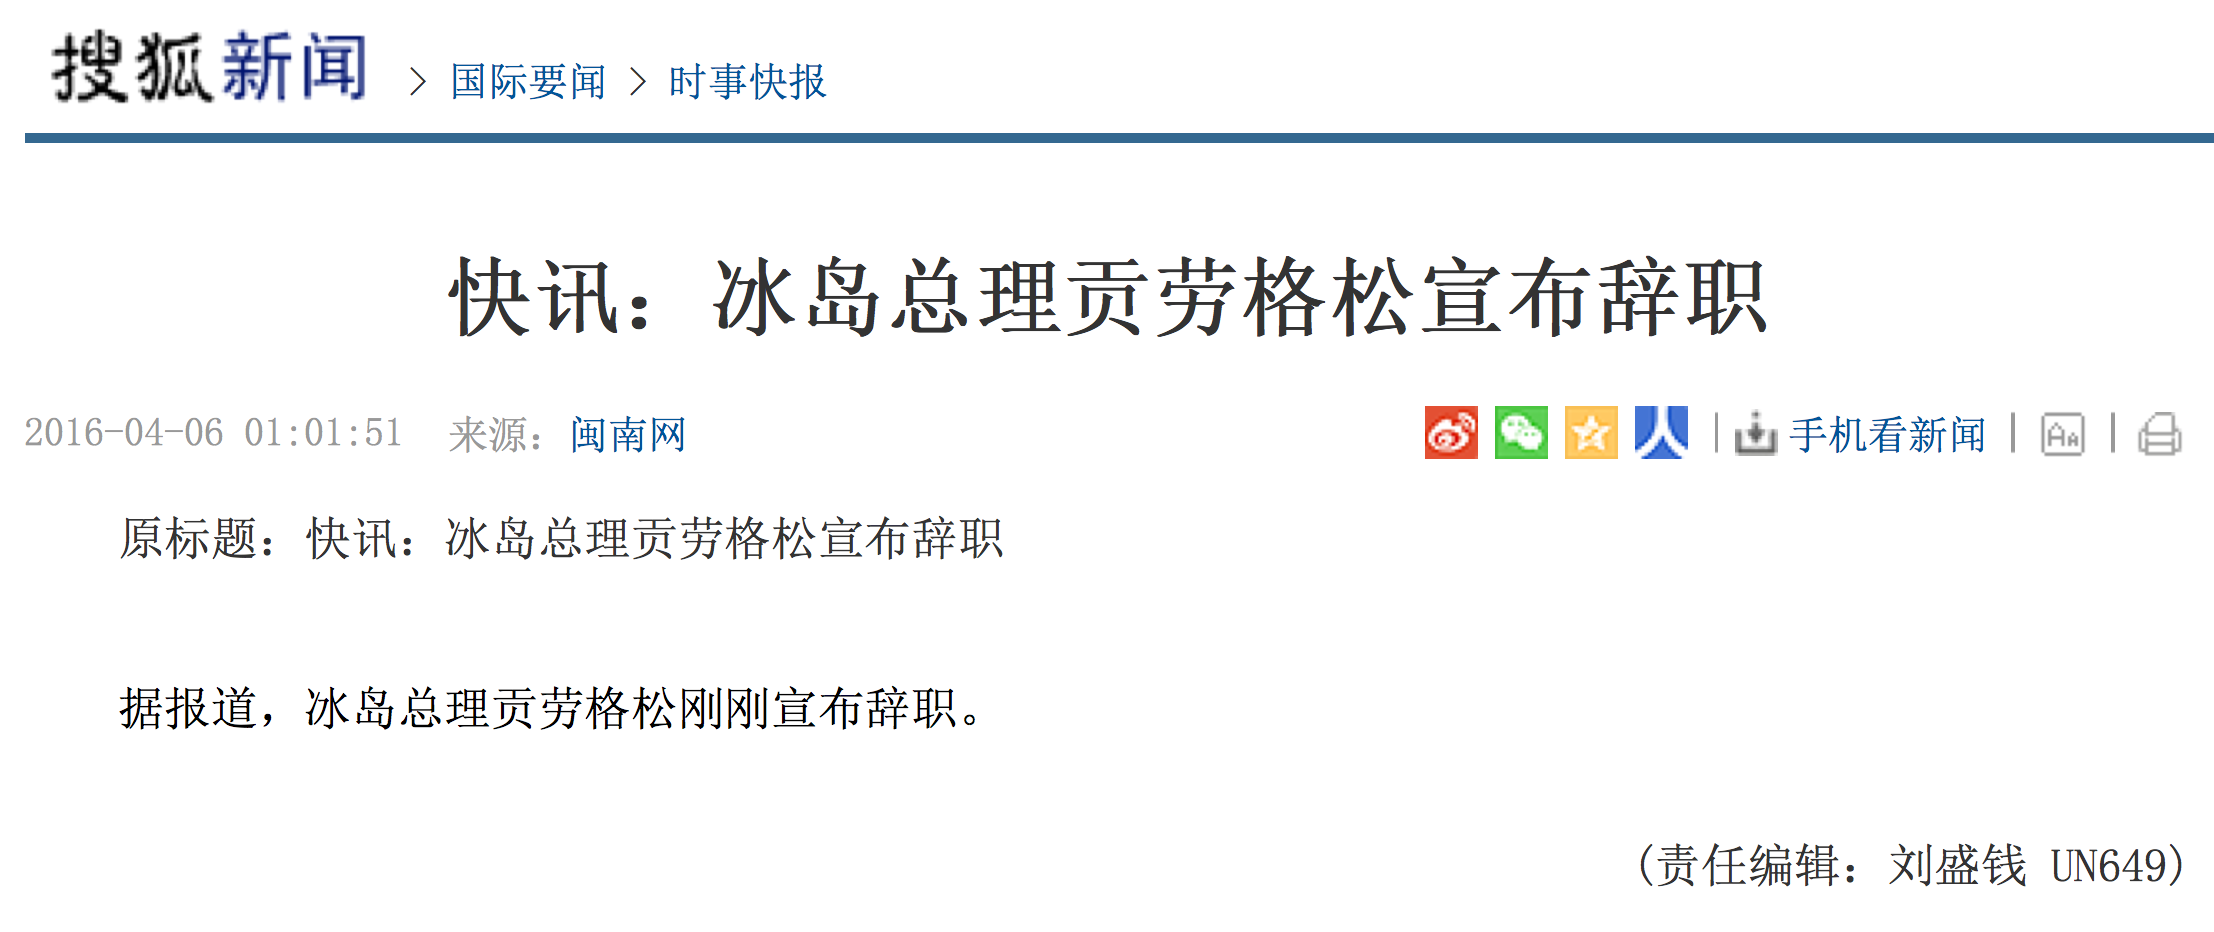 搜狐新闻 > 国际要闻 > 时事快报
快讯：冰岛总理贡劳格松宣布辞职
2016-04-06 01:01:51 来源：闽南网 人 | 手机看新闻 | AA |
原标题：快讯：冰岛总理贡劳格松宣布辞职
据报道，冰岛总理贡劳格松刚刚宣布辞职。
(责任编辑：刘盛钱 UN649)